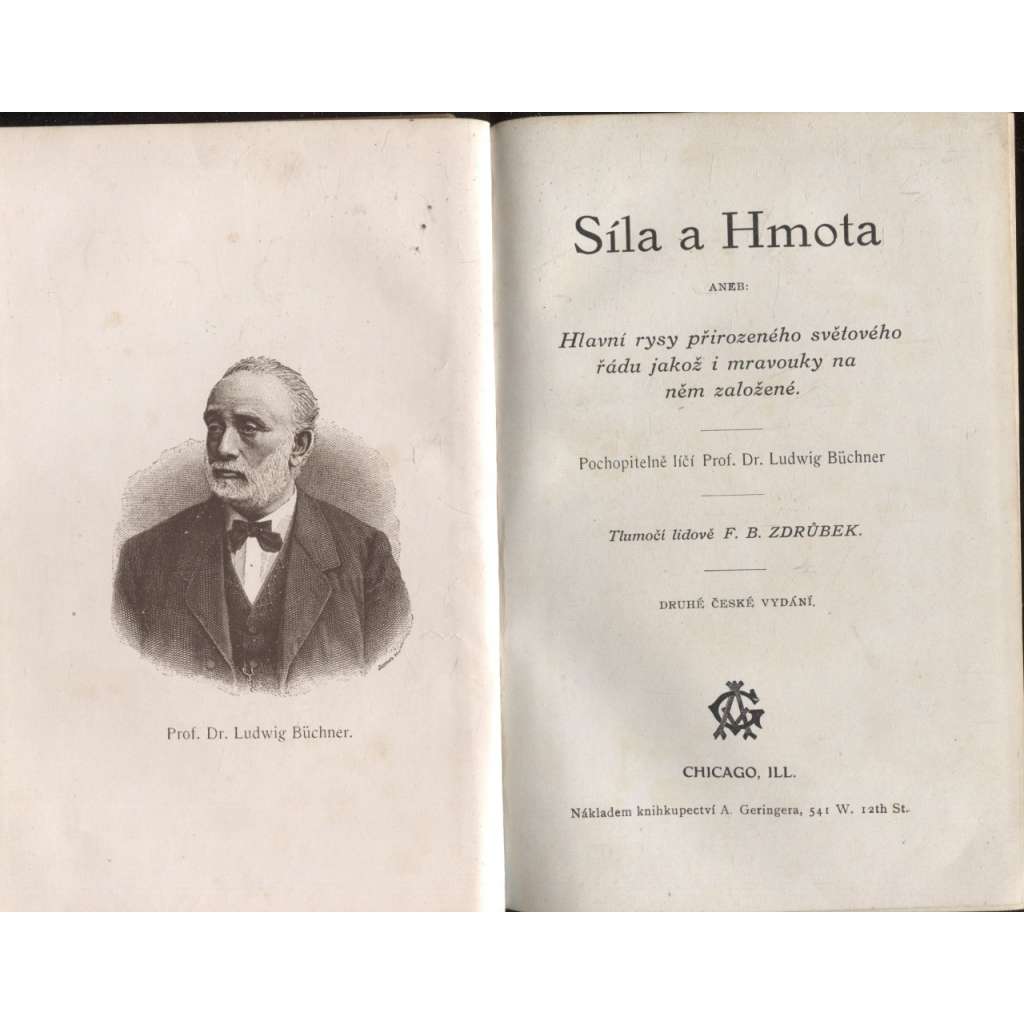 Prof. Dr. Ludwig Büchner.
Síla a Hmota
ANEB:
Hlavní rysy přirozeného světového
řádu jakož i mravouky na
něm založené.
Pochopitelně líčí Prof. Dr. Ludwig Büchner
Tlumočí lidově F. B. ZDRŮBEK.
DRUHÉ ČESKÉ VYDÁNÍ.
AG
CHICAGO, ILL.
Nákladem knihkupectví A. Geringera, 541 W. 12th St.